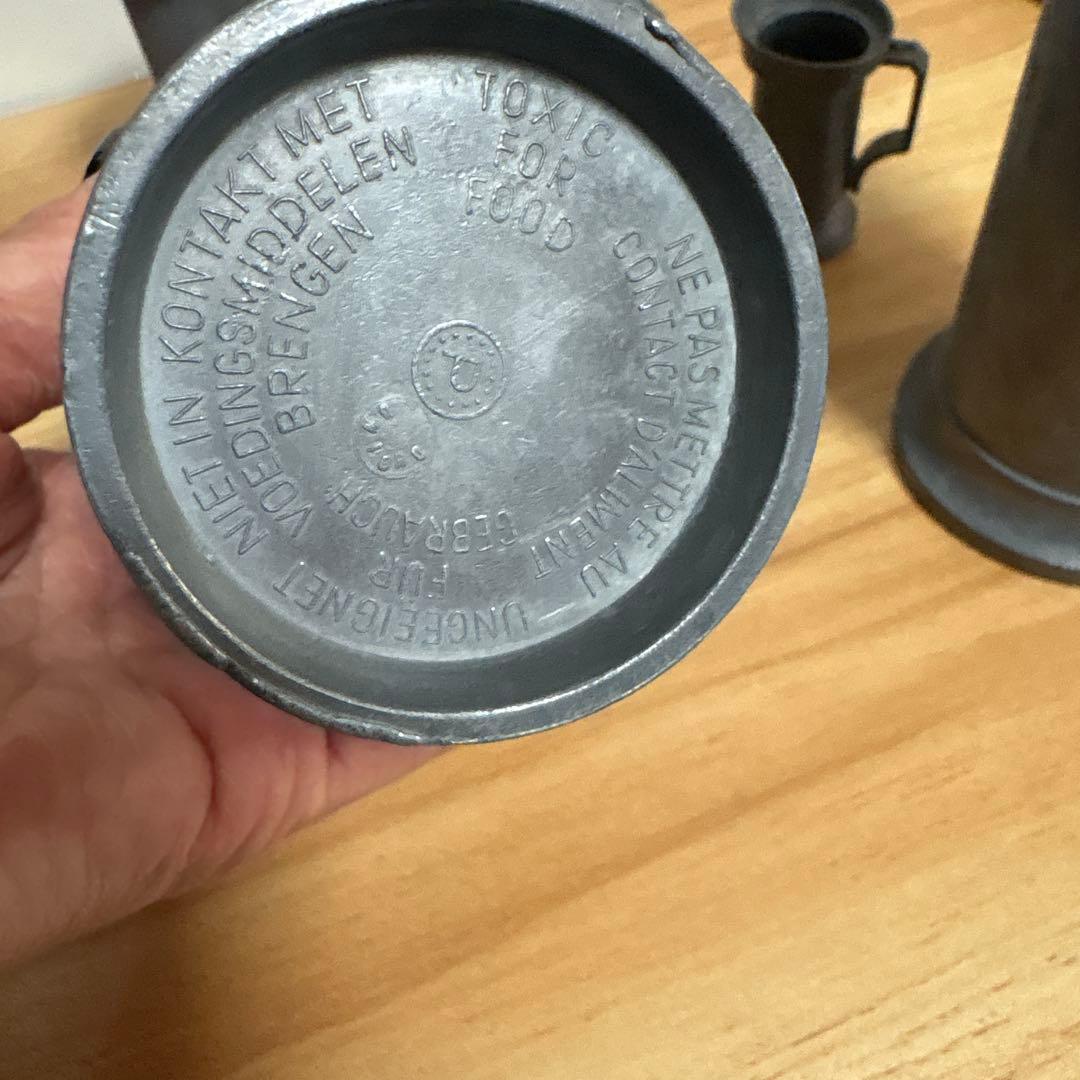 TOXIC
FOR
FOOD
NE PAS METTRE AU
CONTACT D'ALIMENT
UNGEEIGNET
FUR
GEBRAUCH
NIET IN KONTAKT MET
VOEDINGSMIDDELEN
BRENGEN